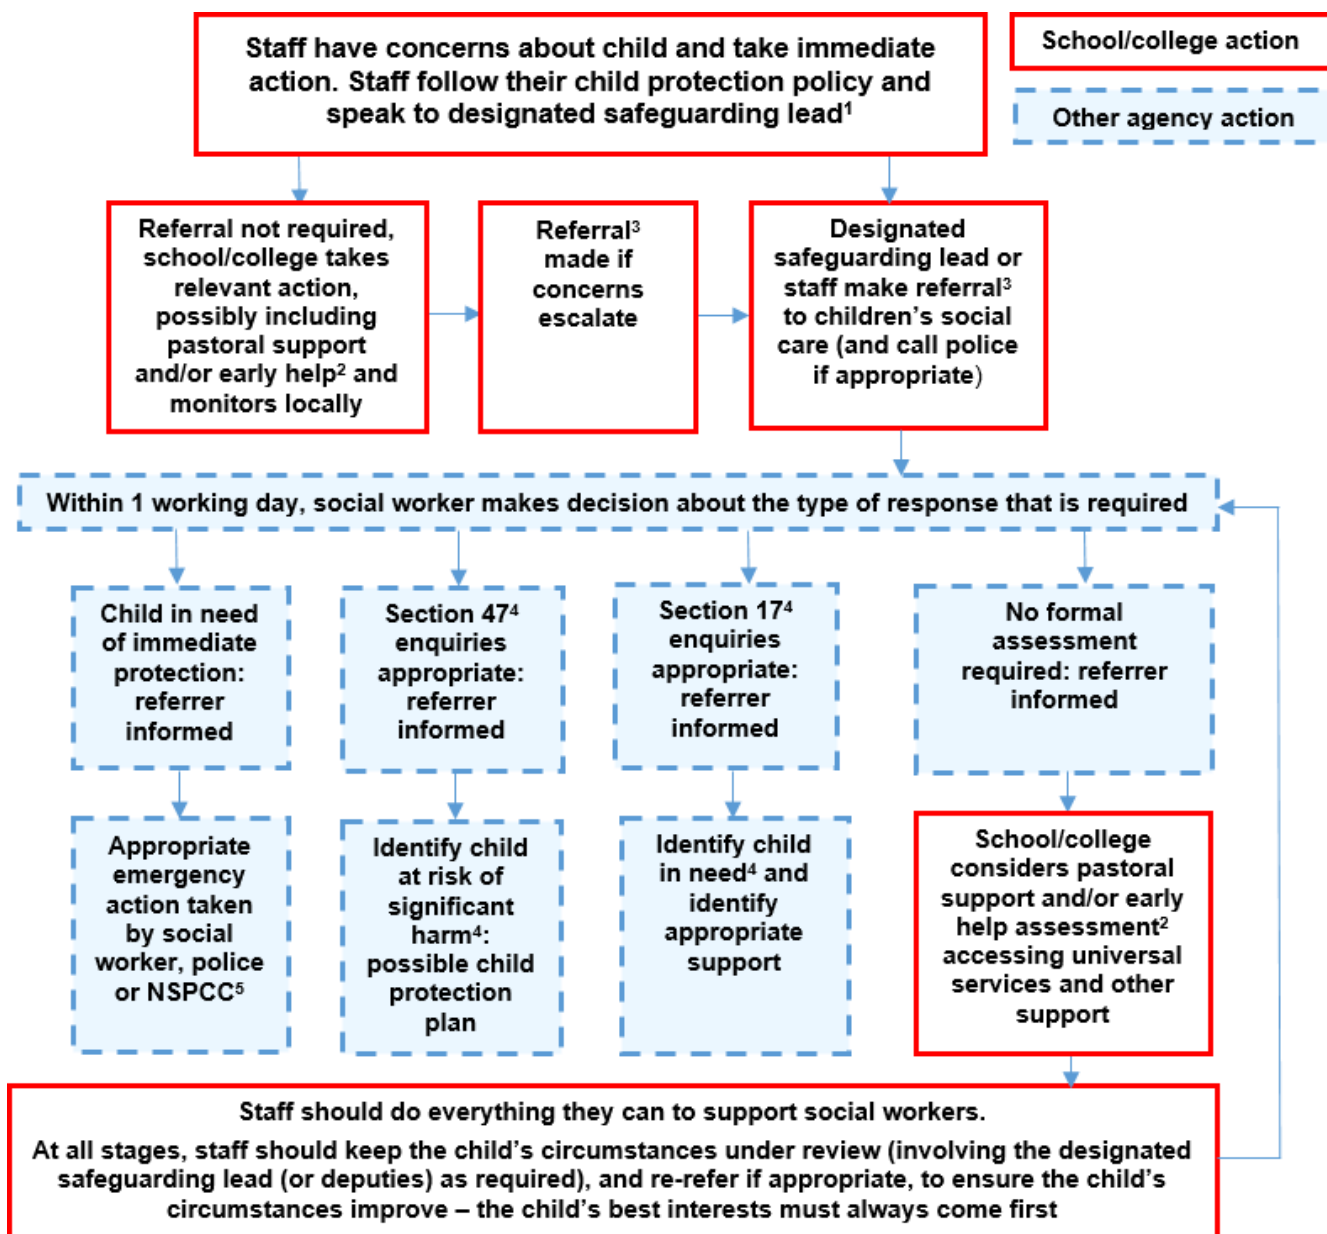 Staff have concerns about child and take immediate
action. Staff follow their child protection policy and
speak to designated safeguarding lead¹
School/college action
Other agency action
Referral not required,
school/college takes
relevant action,
possibly including
pastoral support
and/or early help² and
monitors locally
Referral³
made if
concerns
escalate
Designated
safeguarding lead or
staff make referral³
to children's social
care (and call police
if appropriate)
Within 1 working day, social worker makes decision about the type of response that is required
Child in need
of immediate
protection:
referrer
informed
Section 47⁴
enquiries
appropriate:
referrer
informed
Section 17⁴
enquiries
appropriate:
referrer
informed
No formal
assessment
required: referrer
informed
Appropriate
emergency
action taken
by social
worker, police
or NSPCC⁵
Identify child
at risk of
significant
harm⁴:
possible child
protection
plan
Identify child
in need⁴ and
identify
appropriate
support
School/college
considers pastoral
support and/or early
help assessment²
accessing universal
services and other
support
Staff should do everything they can to support social workers.
At all stages, staff should keep the child's circumstances under review (involving the designated
safeguarding lead (or deputies) as required), and re-refer if appropriate, to ensure the child's
circumstances improve – the child's best interests must always come first